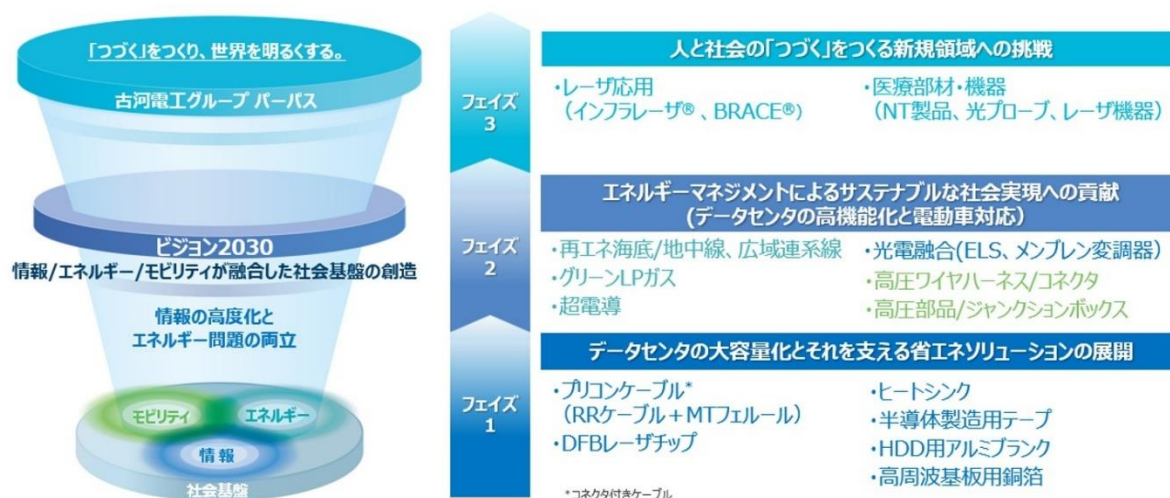 「つづく」をつくり、世界を明るくする。
古河電工グループ パーパス
ビジョン2030
情報/エネルギー/モビリティが融合した社会基盤の創造
情報の高度化と
エネルギー問題の両立
モビリティ
エネルギー
情報
社会基盤
フェイズ
3
人と社会の「つづく」をつくる新規領域への挑戦
・レーザ応用
（インフラレーザ®、BRACE®）
・医療部材・機器
（NT製品、光プローブ、レーザ機器）
フェイズ
2
エネルギーマネジメントによるサステナブルな社会実現への貢献
(データセンタの高機能化と電動車対応）
・再エネ海底/地中線、広域連系線
・グリーンLPガス
・超電導
・光電融合(ELS、メンブレン変調器)
・高圧ワイヤハーネス/コネクタ
・高圧部品/ジャンクションボックス
フェイズ
1
データセンタの大容量化とそれを支える省エネソリューションの展開
・プリコンケーブル*
（RRケーブル＋MTフェルール）
・DFBレーザチップ
・ヒートシンク
・半導体製造用テープ
・HDD用アルミブランク
・高周波基板用銅箔
*コネクタ付きケーブル